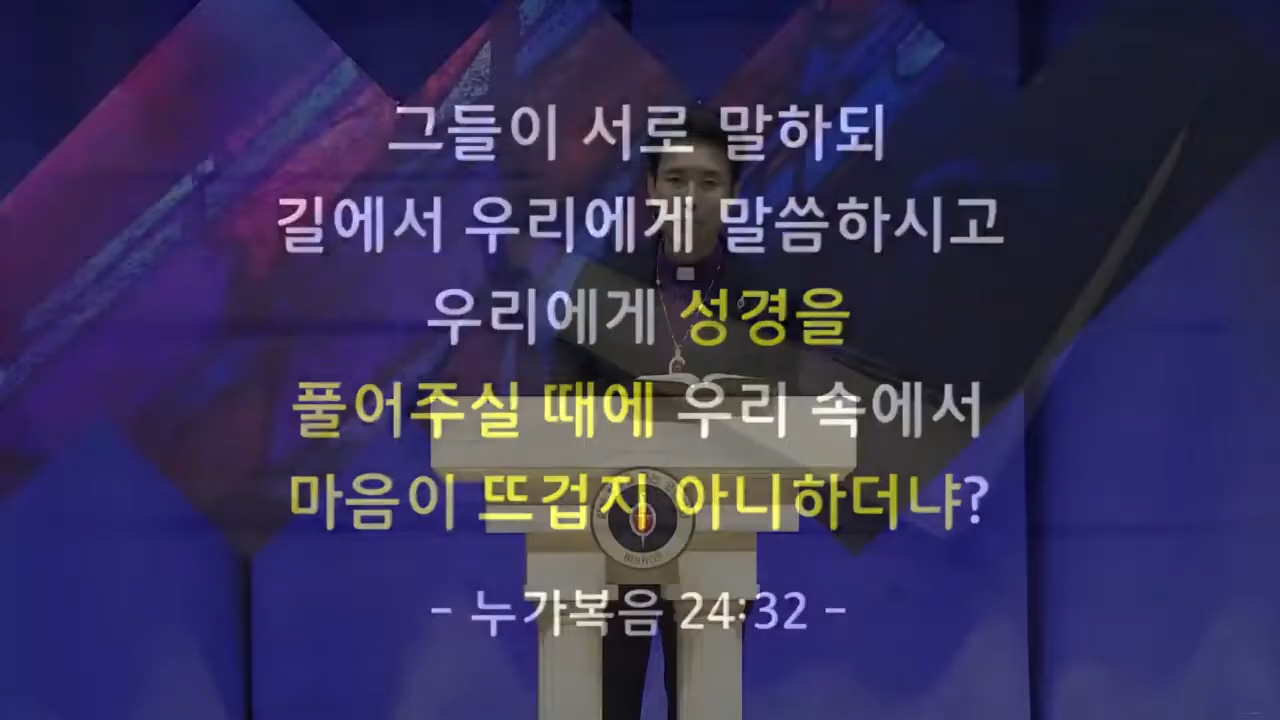 그들이 서로 말하되
길에서 우리에게 말씀하시고
우리에게 성경을
풀어주실 때에 우리 속에서
마음이 뜨겁지 아니하더냐?
- 누가복음 24:32 -